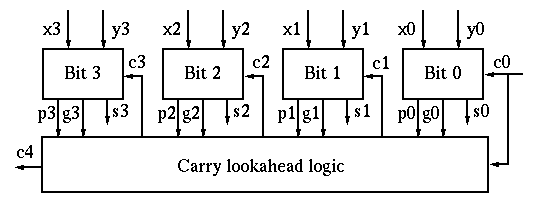 x3 y3 x2 y2 x1 y1 x0 y0
Bit 3 c3 Bit 2 c2 Bit 1 c1 Bit 0 c0
p3 g3 s3 p2 g2 s2 p1 g1 s1 p0 g0 s0
c4
Carry lookahead logic